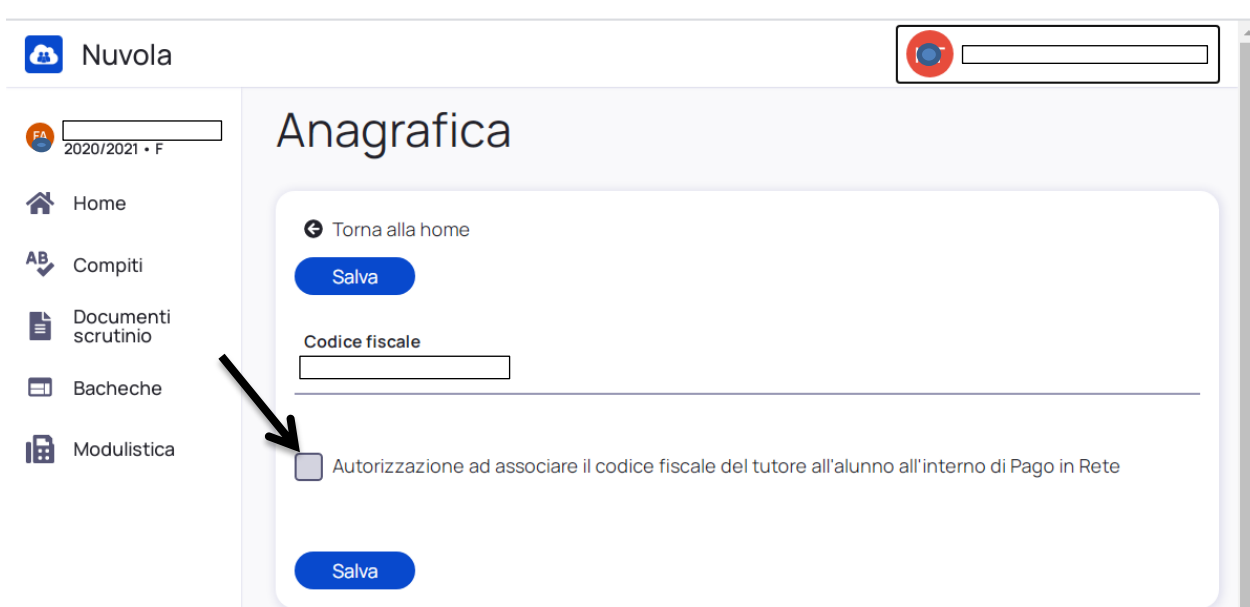 Nuvola
FA
2020/2021 • F
Home
AB
Compiti
Documenti
scrutinio
Bacheche
Modulistica
Anagrafica
Torna alla home
Salva
Codice fiscale
Autorizzazione ad associare il codice fiscale del tutore all'alunno all'interno di Pago in Rete
Salva